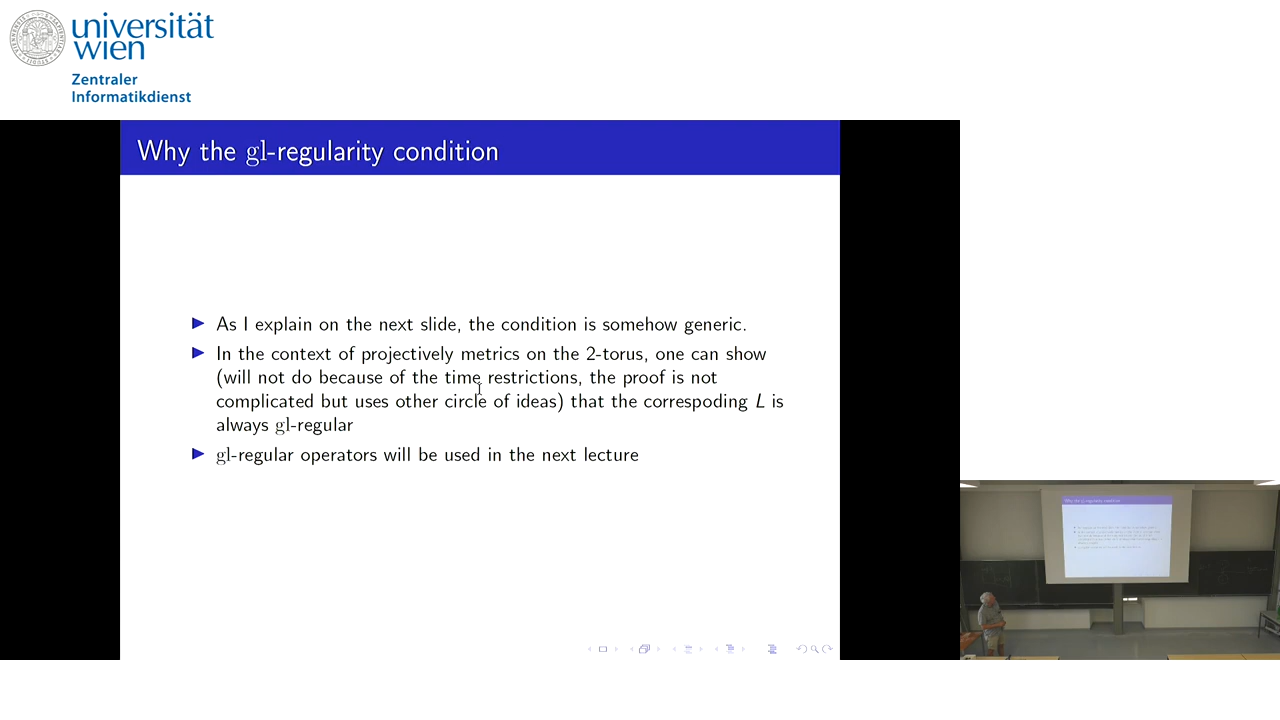 universität
wien
Zentraler
Informatikdienst
Why the gl-regularity condition
As I explain on the next slide, the condition is somehow generic.
In the context of projectively metrics on the 2-torus, one can show
(will not do because of the time restrictions, the proof is not
complicated but uses other circle of ideas) that the correspoding L is
always gl-regular
gl-regular operators will be used in the next lecture